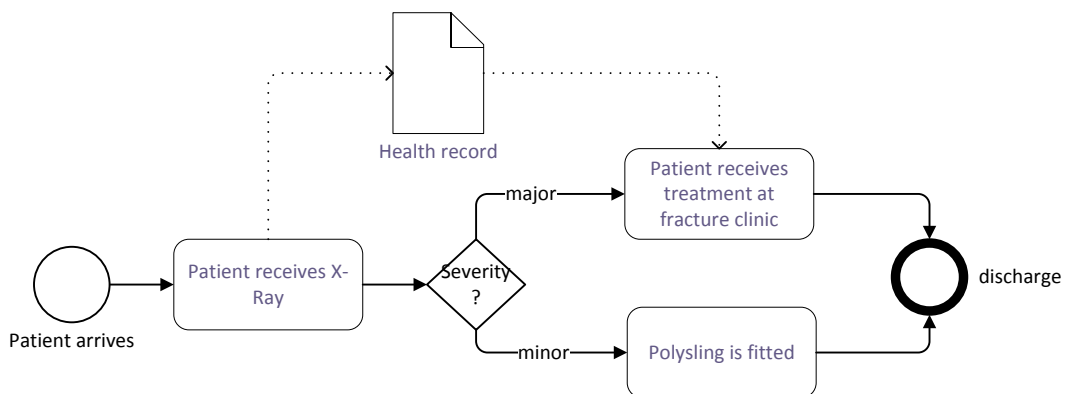 Health record
Patient receives
treatment at
fracture clinic
major
Patient receives X-
Ray
Severity
?
discharge
Patient arrives
minor
Polysling is fitted